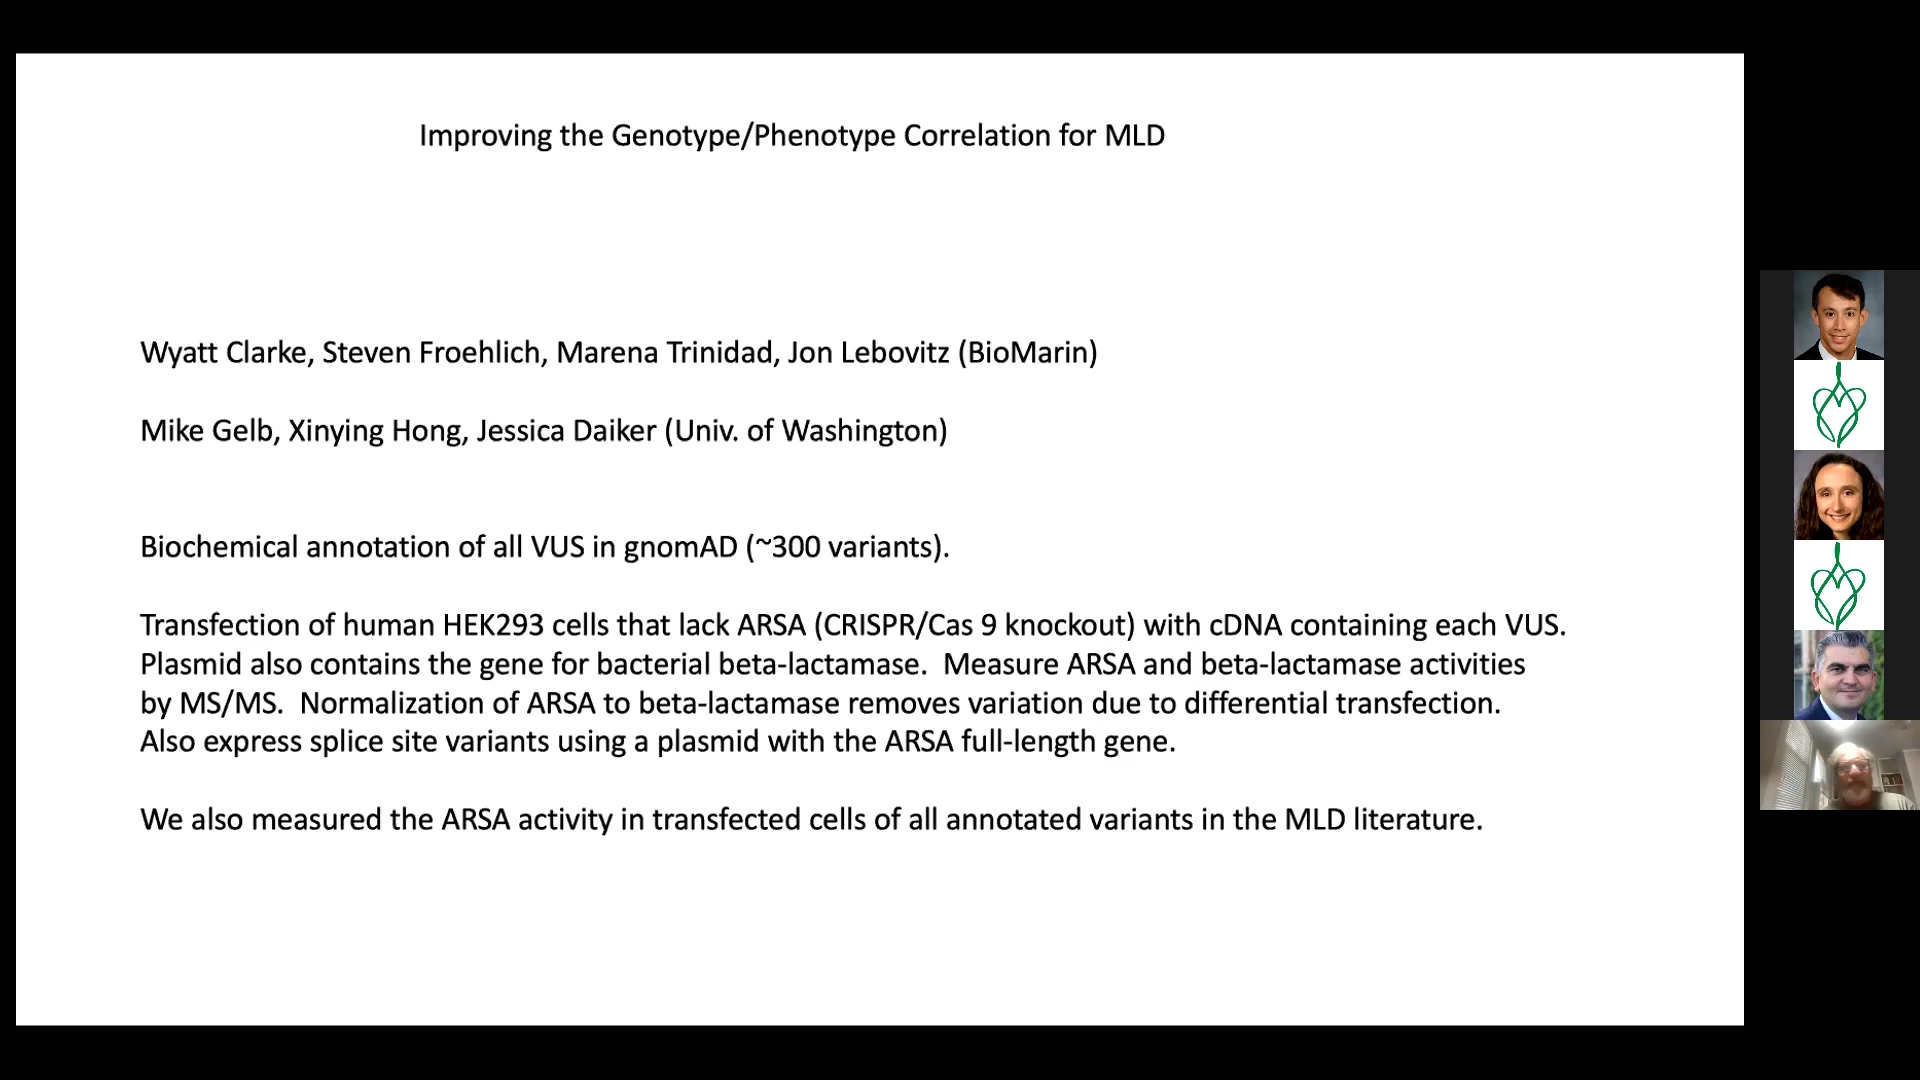 Improving the Genotype/Phenotype Correlation for MLD
Wyatt Clarke, Steven Froehlich, Marena Trinidad, Jon Lebovitz (BioMarin)
Mike Gelb, Xinying Hong, Jessica Daiker (Univ. of Washington)
Biochemical annotation of all VUS in gnomAD (~300 variants).
Transfection of human HEK293 cells that lack ARSA (CRISPR/Cas 9 knockout) with cDNA containing each VUS.
Plasmid also contains the gene for bacterial beta-lactamase.  Measure ARSA and beta-lactamase activities
by MS/MS.  Normalization of ARSA to beta-lactamase removes variation due to differential transfection.
Also express splice site variants using a plasmid with the ARSA full-length gene.
We also measured the ARSA activity in transfected cells of all annotated variants in the MLD literature.